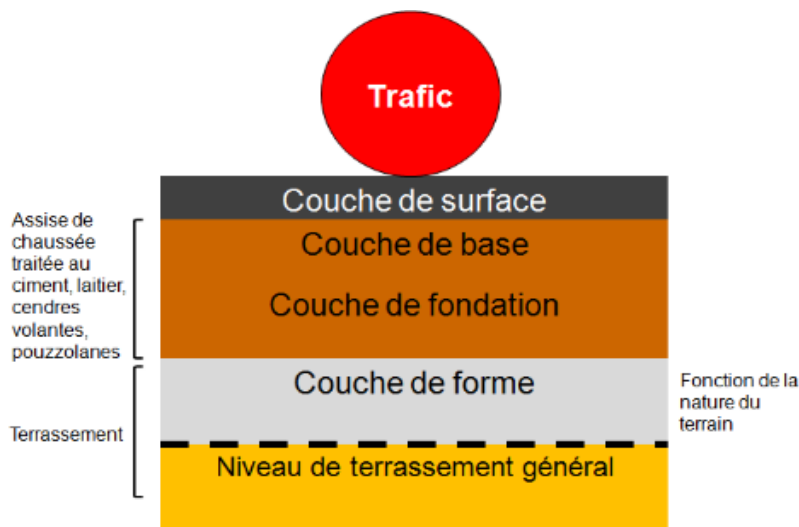 Trafic
Couche de surface
Assise de
chaussée
traitée au
ciment, laitier,
cendres
volantes,
pouzzolanes
Couche de base
Couche de fondation
Couche de forme
Fonction de la
nature du
terrain
Terrassement
Niveau de terrassement général